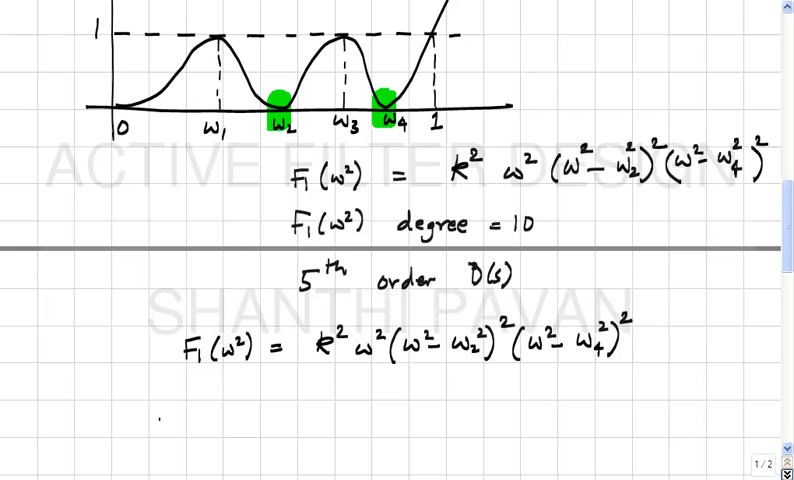 1
0 ω₁ ω₂ ω₃ ω₄ 1
ACTIVE FILTER DESIGN
F₁(ω²) = k² ω² (ω² - ω₂²)² (ω² - ω₄²)²
F₁(ω²) degree = 10
5th order D(s)
SHANTHI PAVAN
F₁(ω²) = k² ω² (ω² - ω₂²)² (ω² - ω₄²)²
1/2